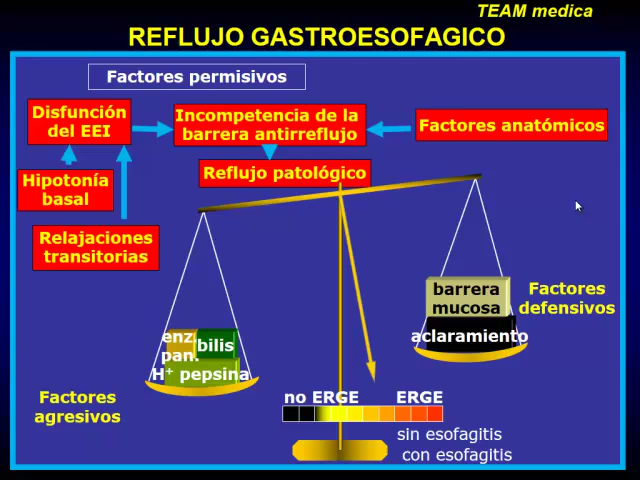 TEAM medica
REFLUJO GASTROESOFAGICO
Factores permisivos
Disfunción
del EEI
Incompetencia de la
barrera antirreflujo
Factores anatómicos
Reflujo patológico
Hipotonía
basal
Relajaciones
transitorias
barrera
mucosa
Factores
defensivos
aclaramiento
enz.
pan.
bilis
H+ pepsina
Factores
agresivos
no ERGE
ERGE
sin esofagitis
con esofagitis